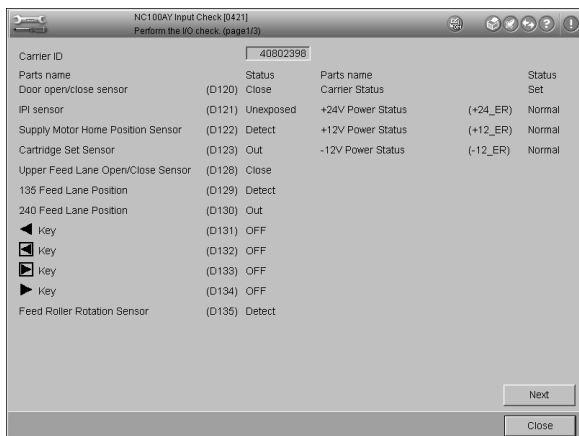 NC100AY Input Check [0421]
Perform the I/O check. (page1/3)
Carrier ID 40802398
Parts name Status Parts name Status
Door open/close sensor (D120) Close Carrier Status Set
IPI sensor (D121) Unexposed +24V Power Status (+24_ER) Normal
Supply Motor Home Position Sensor (D122) Detect +12V Power Status (+12_ER) Normal
Cartridge Set Sensor (D123) Out -12V Power Status (-12_ER) Normal
Upper Feed Lane Open/Close Sensor (D128) Close
135 Feed Lane Position (D129) Detect
240 Feed Lane Position (D130) Out
◀ Key (D131) OFF
◀ Key (D132) OFF
▶ Key (D133) OFF
▶ Key (D134) OFF
Feed Roller Rotation Sensor (D135) Detect
Next
Close